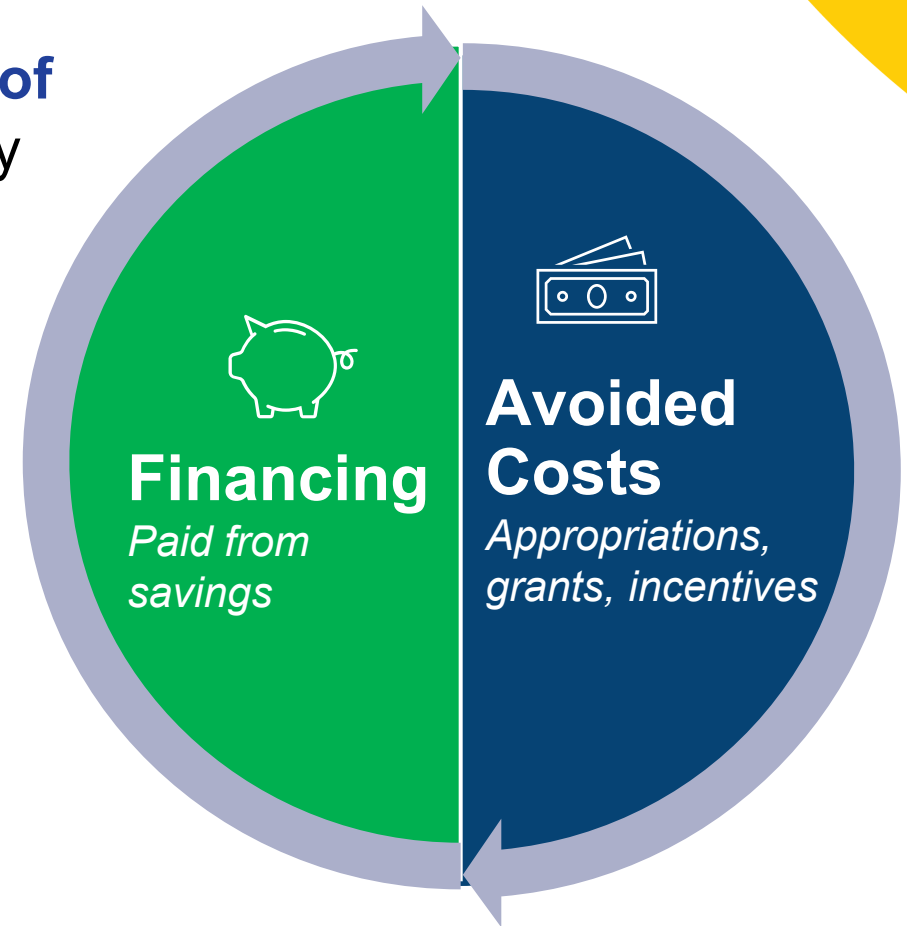 of
y
Financing
Paid from
savings
Avoided
Costs
Appropriations,
grants, incentives